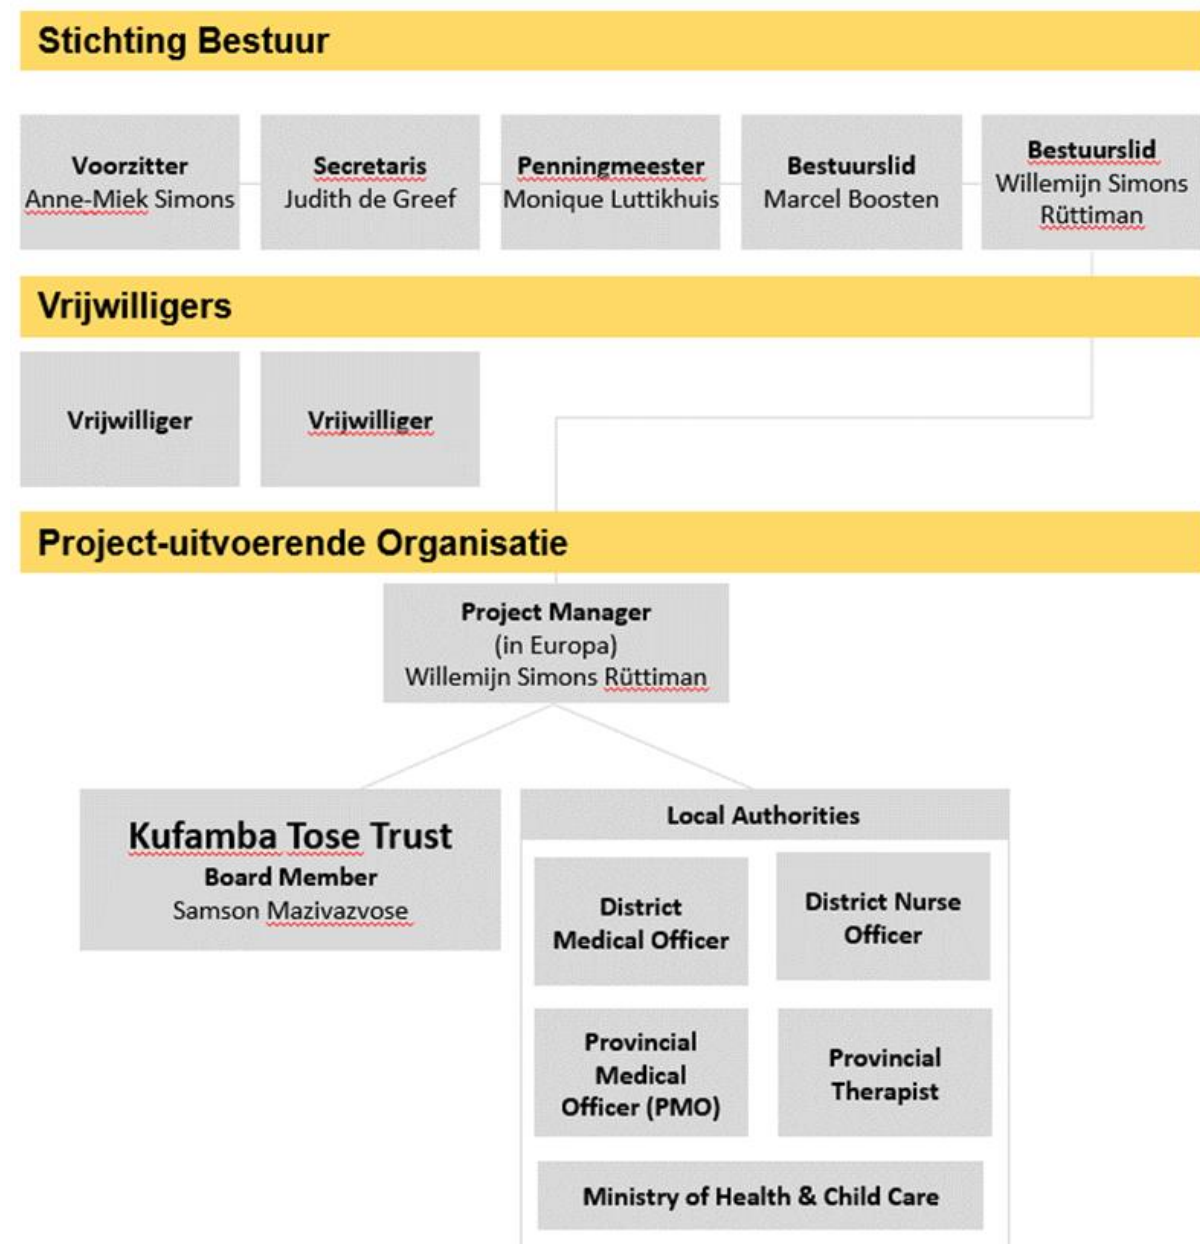 Stichting Bestuur
Voorzitter
Anne-Miek Simons
Secretaris
Judith de Greef
Penningmeester
Monique Luttikhuis
Bestuurslid
Marcel Boosten
Bestuurslid
Willemijn Simons
Rüttiman
Vrijwilligers
Vrijwilliger
Vrijwilliger
Project-uitvoerende Organisatie
Project Manager
(in Europa)
Willemijn Simons Rüttiman
Kufamba Tose Trust
Board Member
Samson Mazivazvose
Local Authorities
District
Medical Officer
District Nurse
Officer
Provincial
Medical
Officer (PMO)
Provincial
Therapist
Ministry of Health & Child Care